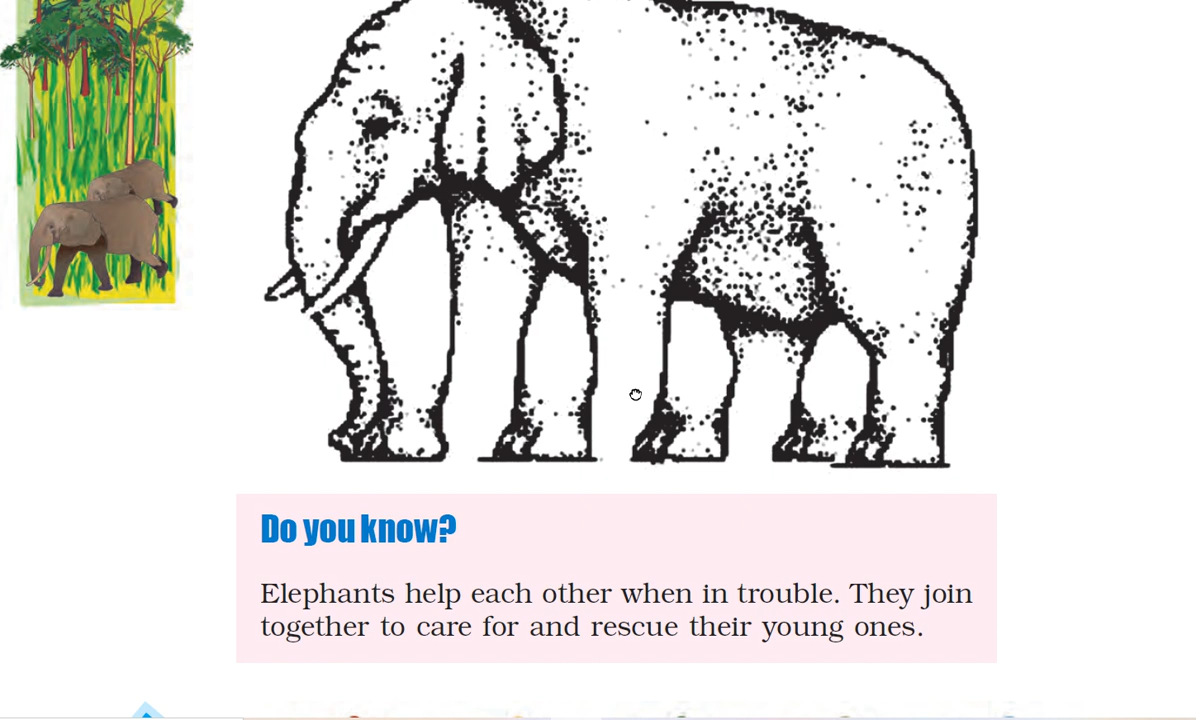 Do you know?
Elephants help each other when in trouble. They join
together to care for and rescue their young ones.